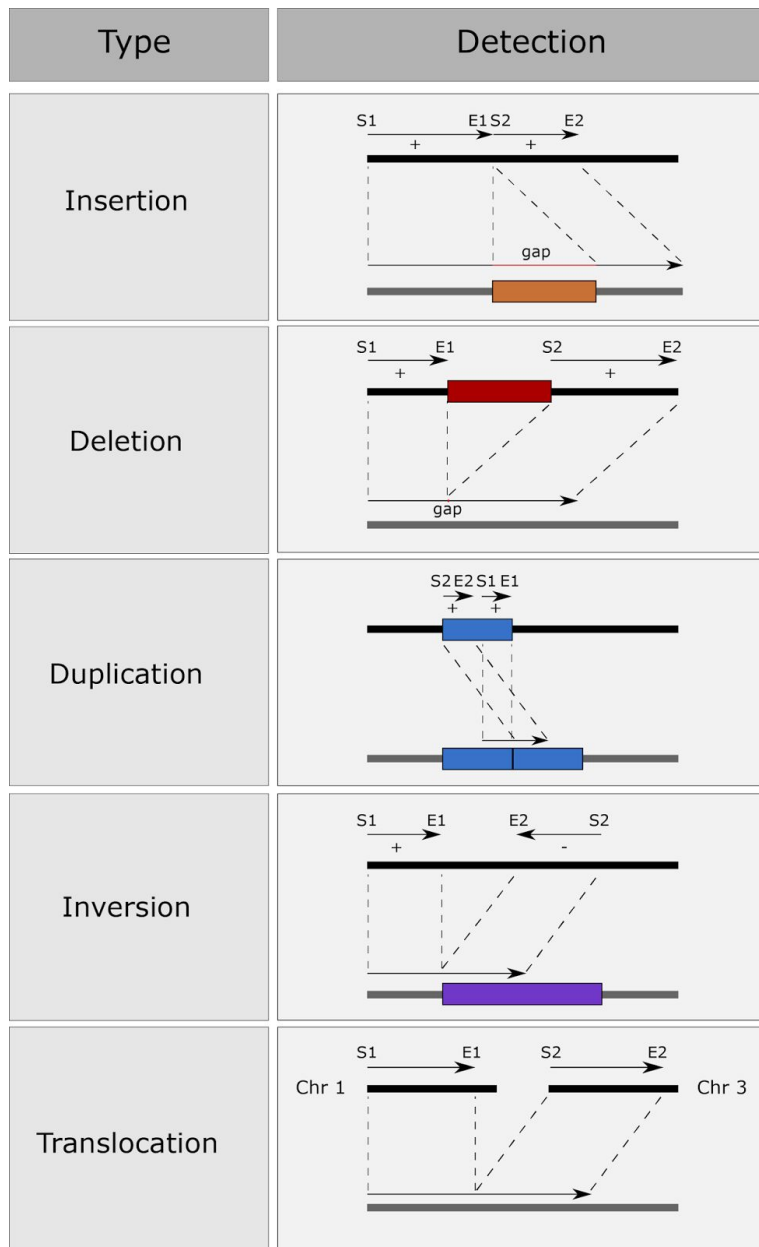 Type
Detection
Insertion
S1 E1 S2 E2
+ +
gap
Deletion
S1 E1 S2 E2
+ +
gap
Duplication
S2 E2 S1 E1
+ +
Inversion
S1 E1 E2 S2
+ -
Translocation
S1 E1 S2 E2
Chr 1 Chr 3